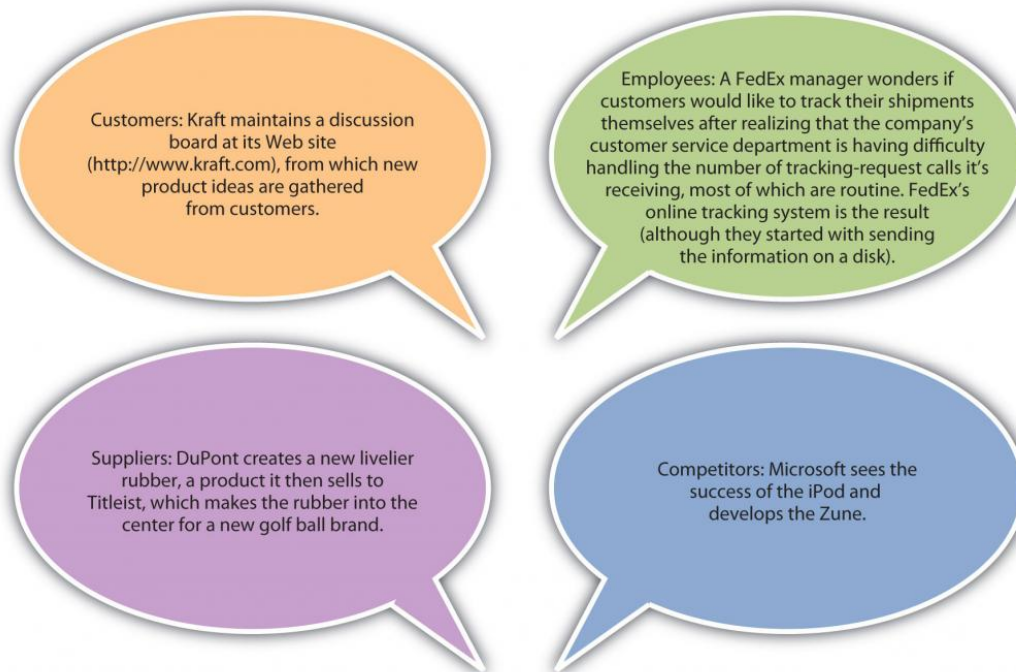 Customers: Kraft maintains a discussion
board at its Web site
(http://www.kraft.com), from which new
product ideas are gathered
from customers.
Employees: A FedEx manager wonders if
customers would like to track their shipments
themselves after realizing that the company's
customer service department is having difficulty
handling the number of tracking-request calls it's
receiving, most of which are routine. FedEx's
online tracking system is the result
(although they started with sending
the information on a disk).
Suppliers: DuPont creates a new livelier
rubber, a product it then sells to
Titleist, which makes the rubber into the
center for a new golf ball brand.
Competitors: Microsoft sees the
success of the iPod and
develops the Zune.